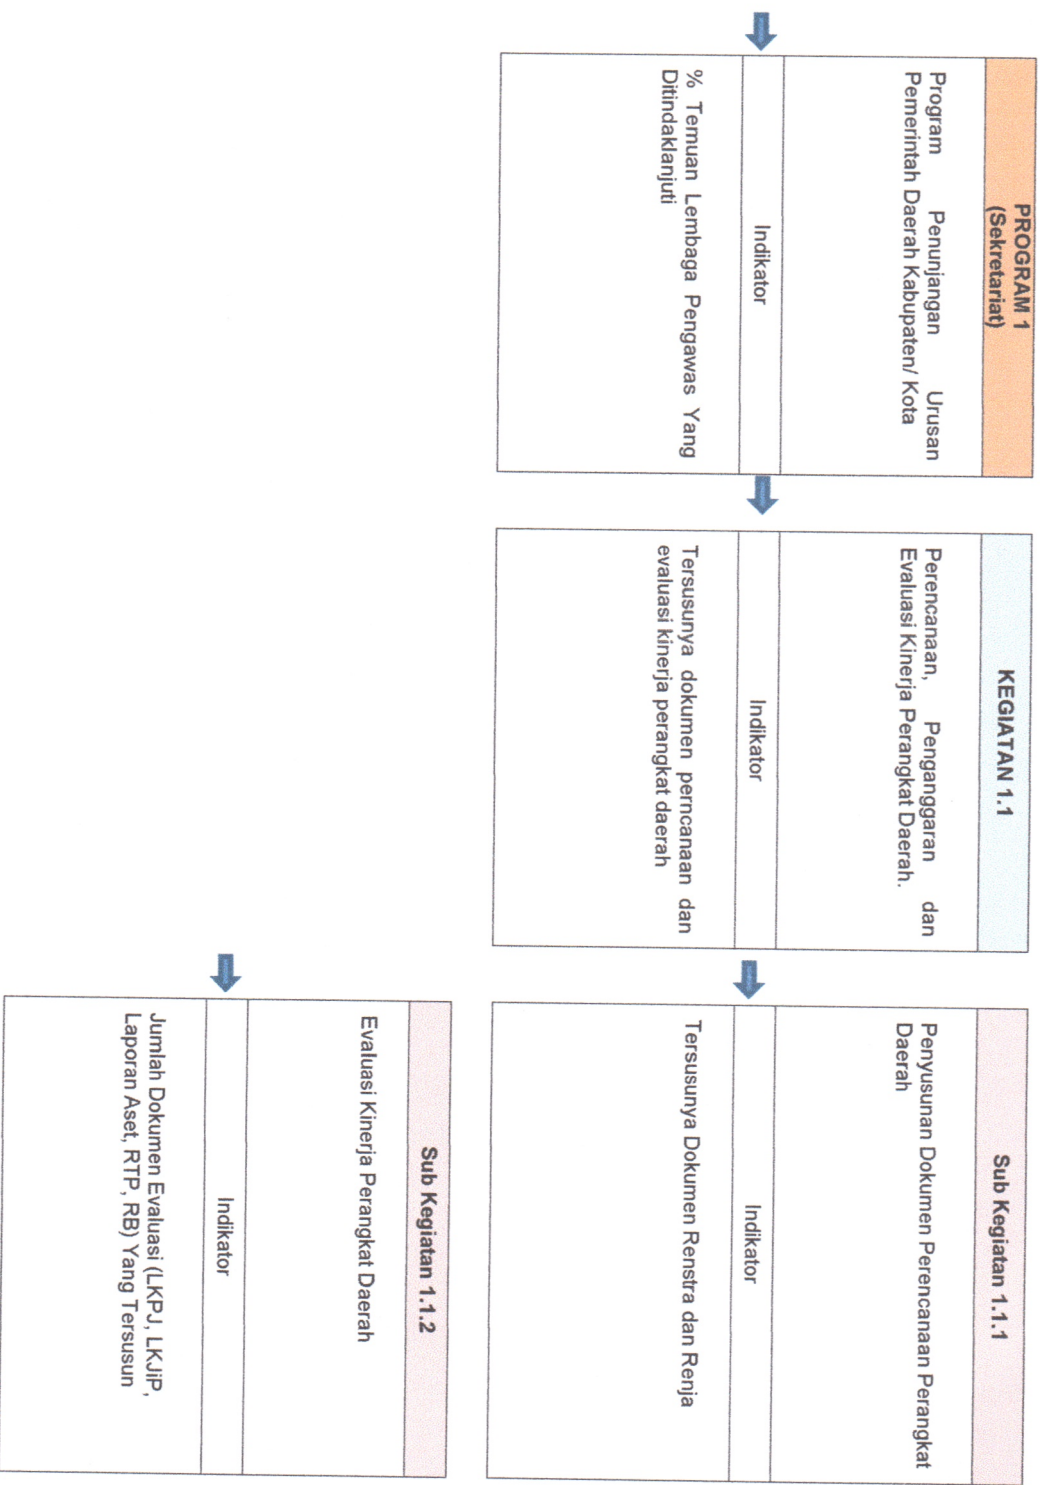 PROGRAM 1
(Sekretariat)
Program Penunjangan Urusan
Pemerintah Daerah Kabupaten/ Kota
Indikator
% Temuan Lembaga Pengawas Yang
Ditindaklanjuti
KEGIATAN 1.1
Perencanaan, Penganggaran dan
Evaluasi Kinerja Perangkat Daerah.
Indikator
Tersusunya dokumen perncanaan dan
evaluasi kinerja perangkat daerah
Sub Kegiatan 1.1.1
Penyusunan Dokumen Perencanaan Perangkat
Daerah
Indikator
Tersusunya Dokumen Renstra dan Renja
Sub Kegiatan 1.1.2
Evaluasi Kinerja Perangkat Daerah
Indikator
Jumlah Dokumen Evaluasi (LKPJ, LKJiP,
Laporan Aset, RTP, RB) Yang Tersusun